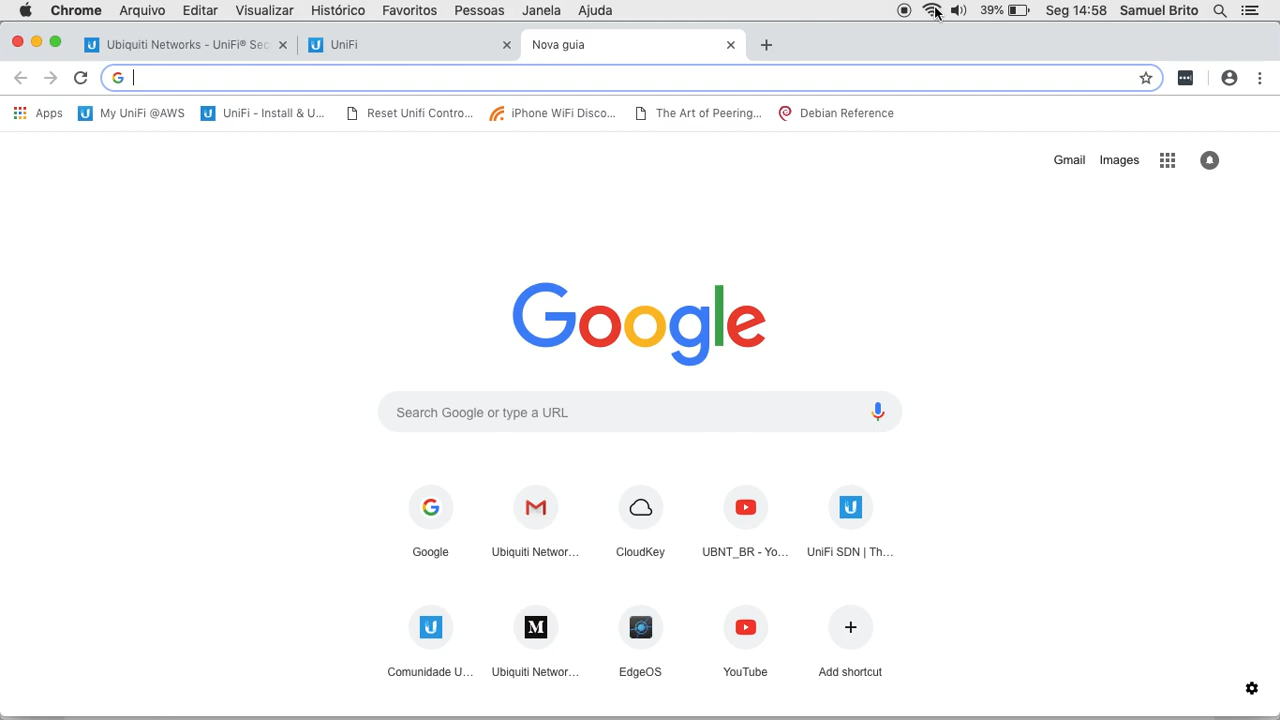 Chrome Arquivo Editar Visualizar Histórico Favoritos Pessoas Janela Ajuda 39% Seg 14:58 Samuel Brito
Ubiquiti Networks - UniFi® Sec UniFi Nova guia
Apps My UniFi @AWS UniFi - Install & U... Reset Unifi Contro... iPhone WiFi Disco... The Art of Peering... Debian Reference
Gmail Images
Google
Search Google or type a URL
Google Ubiquiti Networ... CloudKey UBNT_BR - Yo... UniFi SDN | Th...
M
Comunidade U... Ubiquiti Networ... EdgeOS YouTube Add shortcut